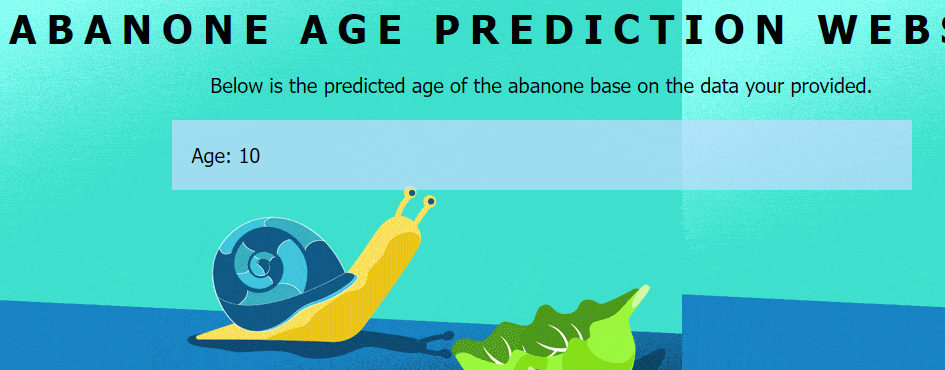 ABANONE AGE PREDICTION WEBS
Below is the predicted age of the abanone base on the data your provided.
Age: 10